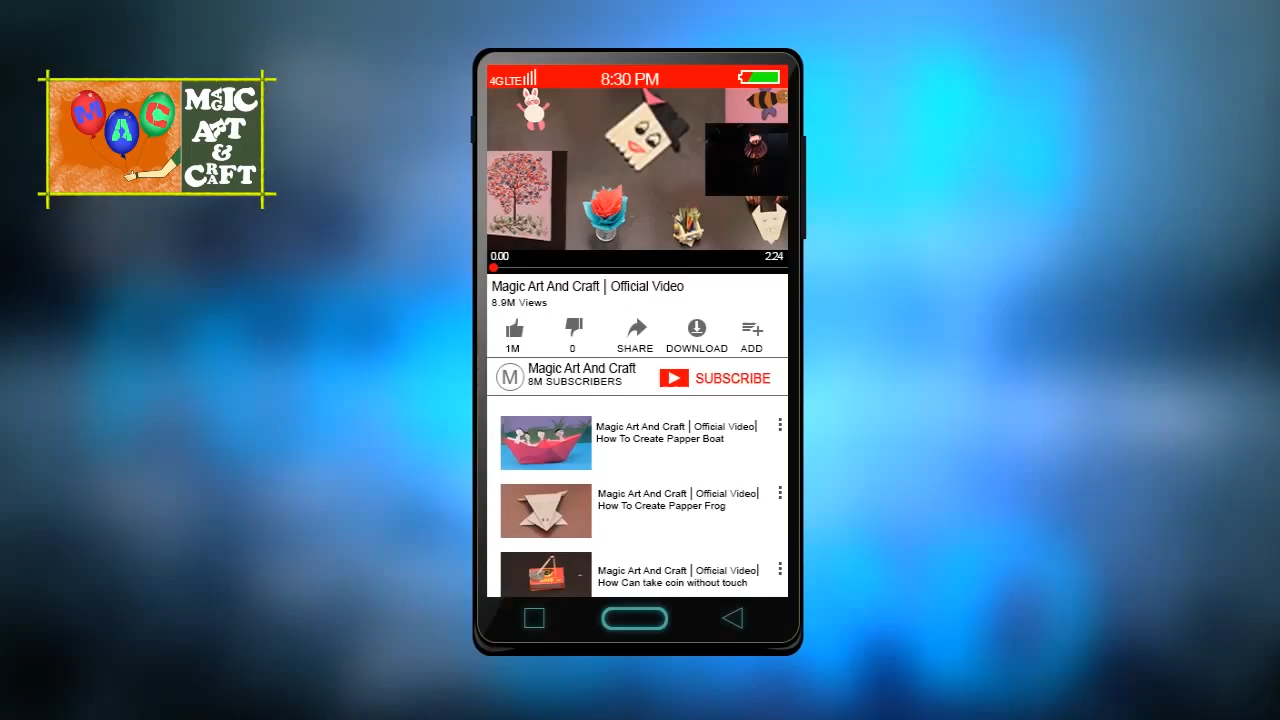 M A C
MAGIC
ART
&
CRAFT
4G LTE 8:30 PM
0.00 2:24
Magic Art And Craft | Official Video
8.9M Views
1M 0 SHARE DOWNLOAD ADD
M Magic Art And Craft
8M SUBSCRIBERS
SUBSCRIBE
Magic Art And Craft | Official Video|
How To Create Papper Boat
Magic Art And Craft | Official Video|
How To Create Papper Frog
Magic Art And Craft | Official Video|
How Can take coin without touch